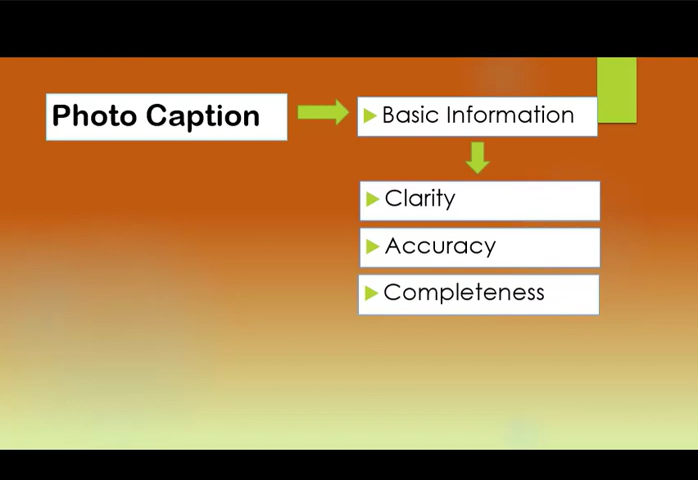 Photo Caption
Basic Information
Clarity
Accuracy
Completeness